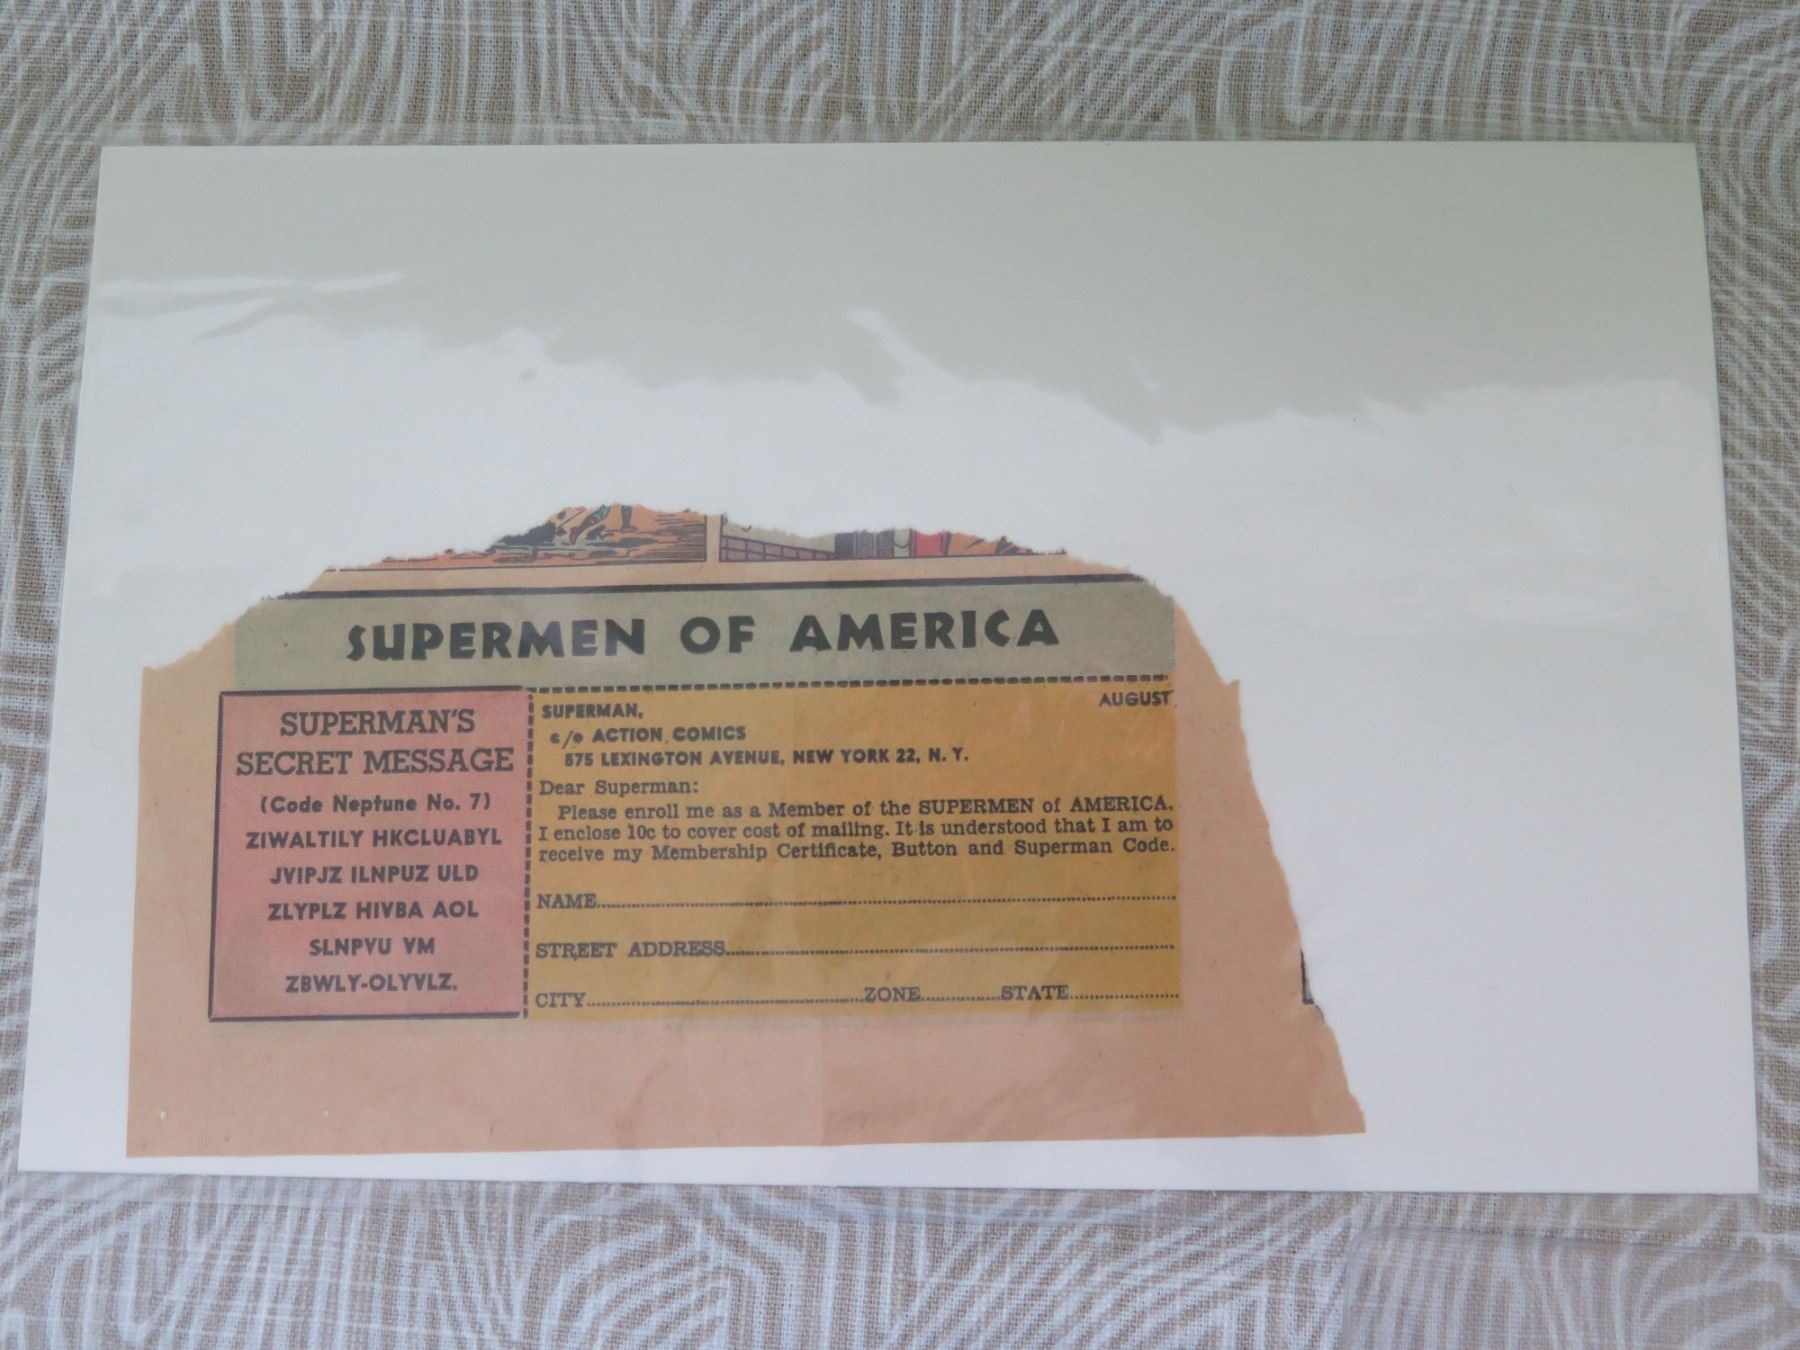 SUPERMEN OF AMERICA
SUPERMAN'S
SECRET MESSAGE
(Code Neptune No. 7)
ZIWALTILY HKCLUABYL
JVIPJZ ILNPUZ ULD
ZLYPLZ HIVBA AOL
SLNPVU VM
ZBWLY-OLYVLZ.
AUGUST
SUPERMAN,
c/o ACTION COMICS
575 LEXINGTON AVENUE, NEW YORK 22, N. Y.
Dear Superman:
Please enroll me as a Member of the SUPERMEN of AMERICA.
I enclose 10c to cover cost of mailing. It is understood that I am to
receive my Membership Certificate, Button and Superman Code.
NAME
STREET ADDRESS
CITY ZONE STATE